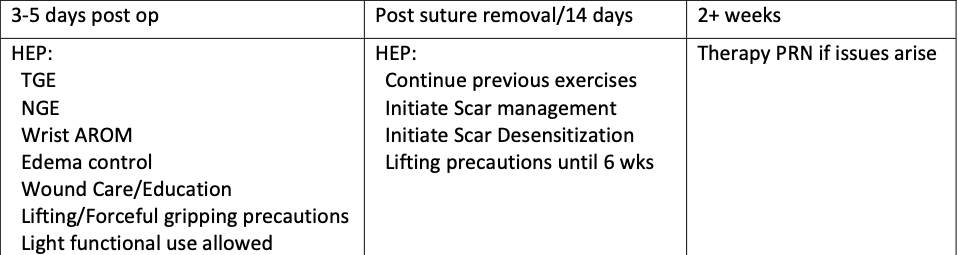 3-5 days post op
HEP:
TGE
NGE
Wrist AROM
Edema control
Wound Care/Education
Lifting/Forceful gripping precautions
Light functional use allowed
Post suture removal/14 days
HEP:
Continue previous exercises
Initiate Scar management
Initiate Scar Desensitization
Lifting precautions until 6 wks
2+ weeks
Therapy PRN if issues arise